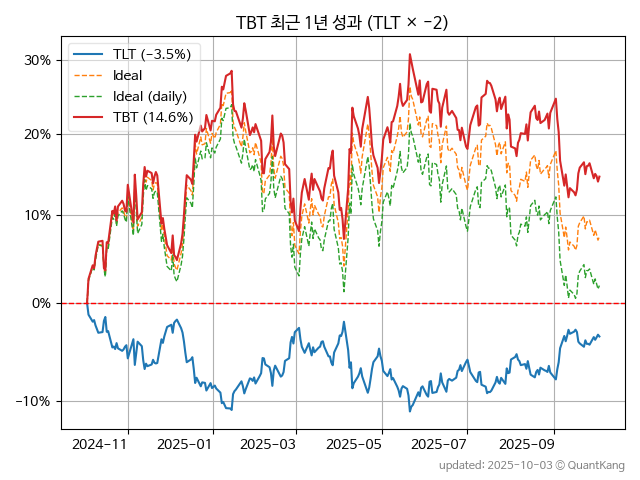 TBT 최근 1년 성과 (TLT × −2)
TLT (−3.5%)
Ideal
Ideal (daily)
TBT (14.6%)
30%
20%
10%
0%
−10%
2024-11
2025-01
2025-03
2025-05
2025-07
2025-09
updated: 2025-10-03 © QuantKang